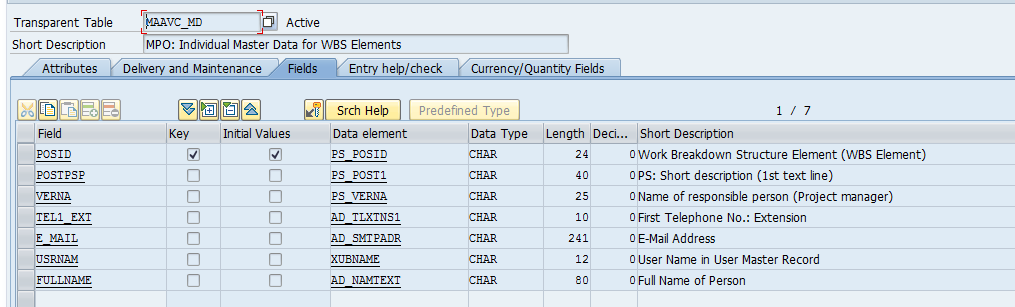 Transparent Table MAAVC_MD Active
Short Description MPO: Individual Master Data for WBS Elements
Attributes Delivery and Maintenance Fields Entry help/check Currency/Quantity Fields
Srch Help Predefined Type 1 / 7
Field Key Initial Values Data element Data Type Length Deci... Short Description
POSID PS_POSID CHAR 24 0 Work Breakdown Structure Element (WBS Element)
POSTPSP PS_POST1 CHAR 40 0 PS: Short description (1st text line)
VERNA PS_VERNA CHAR 25 0 Name of responsible person (Project manager)
TEL1_EXT AD_TLXTNS1 CHAR 10 0 First Telephone No.: Extension
E_MAIL AD_SMTPADR CHAR 241 0 E-Mail Address
USRNAM XUBNAME CHAR 12 0 User Name in User Master Record
FULLNAME AD_NAMTEXT CHAR 80 0 Full Name of Person